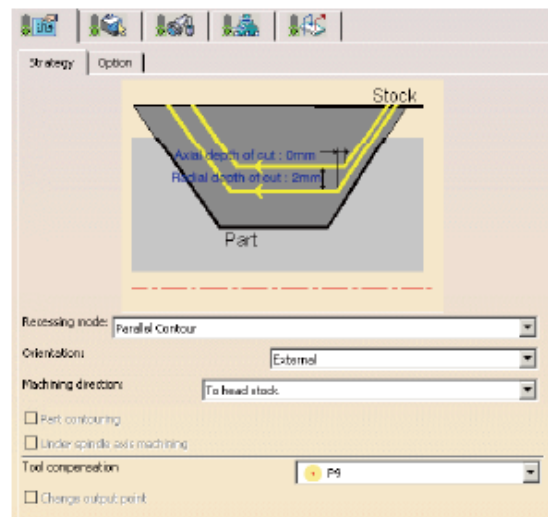 Strategy
Option
Stock
Axial depth of cut : 0mm
Radial depth of cut : 2mm
Part
Recessing mode: Parallel Contour
Orientation: External
Machining direction: To head stock
Part contouring
Under spindle axis machining
Tool compensation P9
Change output point